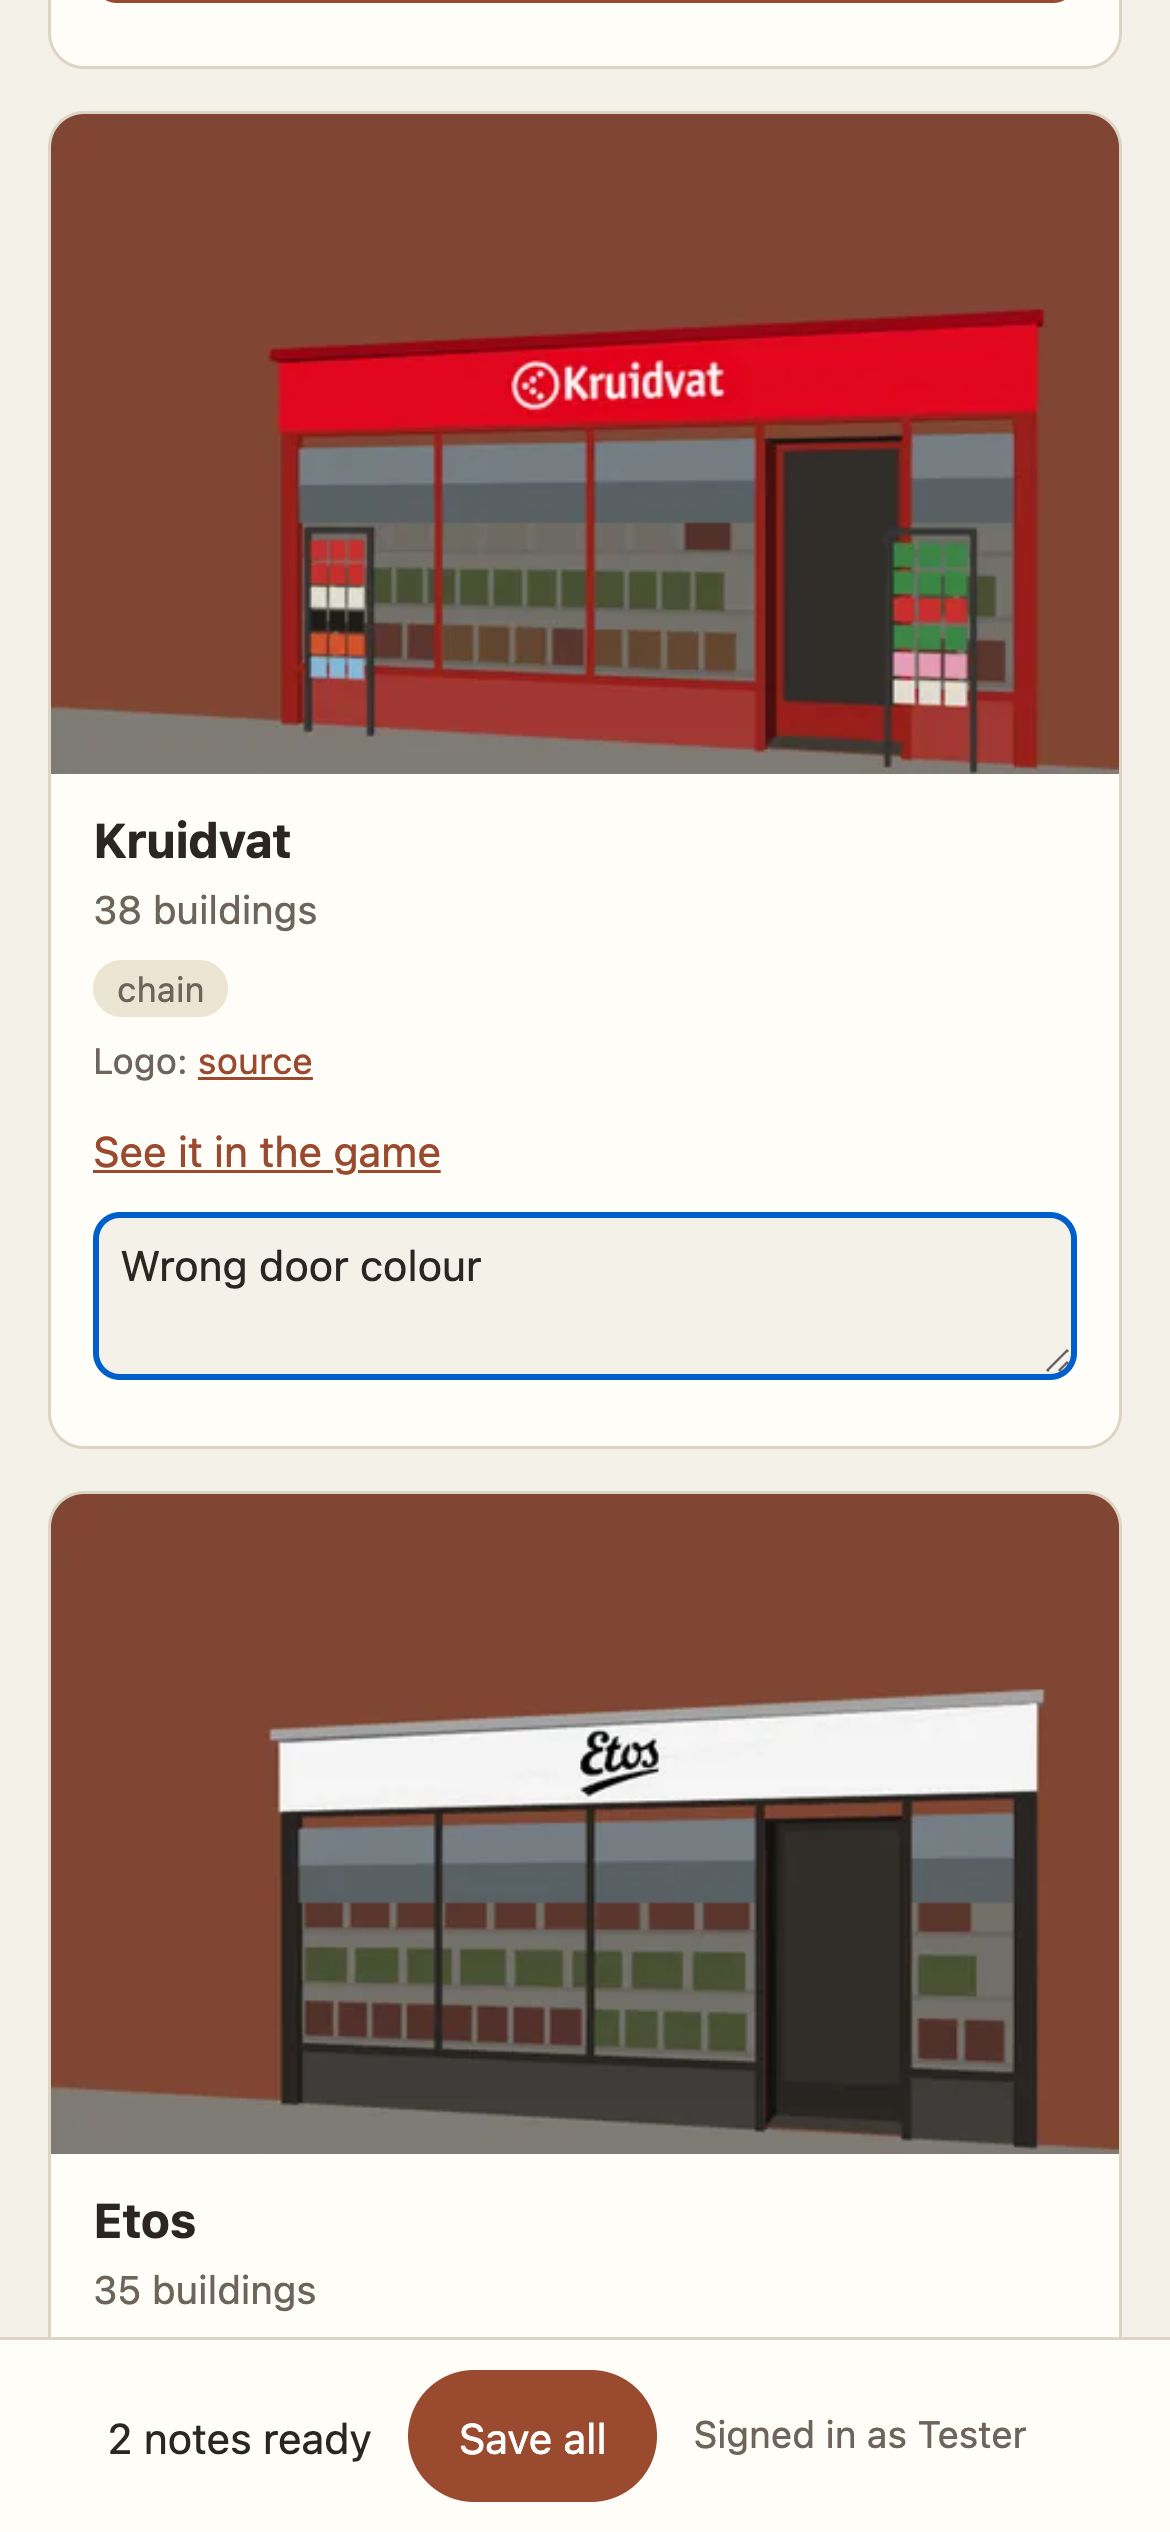 Kruidvat
Kruidvat
38 buildings
chain
Logo: source
See it in the game
Wrong door colour
Etos
Etos
35 buildings
2 notes ready
Save all
Signed in as Tester